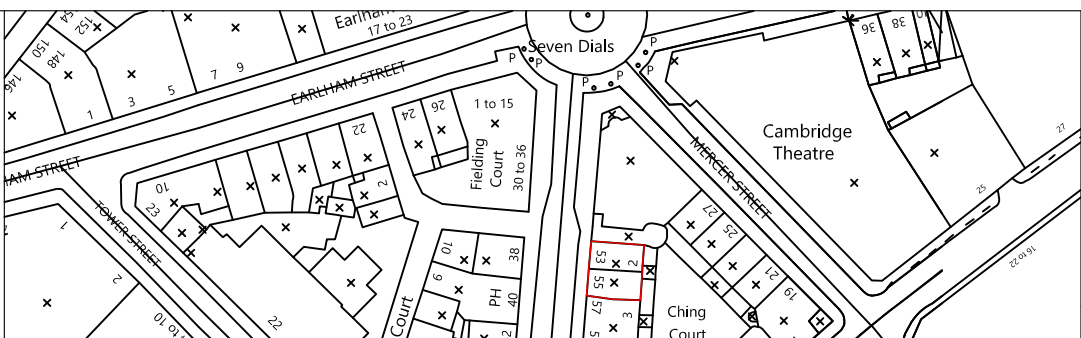 54
152
150
148
146
Earlham
17 to 23
1
3
5
7
9
EARLHAM STREET
Seven Dials
P
P
P
P
P
P
36
38
Cambridge
Theatre
MERCER STREET
27
25
16 to 22
1 to 15
Fielding
Court
30 to 36
24
26
22
2
10
23
TOWER STREET
1
2
22
10
9
38
PH
40
2
Court
53
2
55
57
3
5
27
25
21
19
Ching
Court